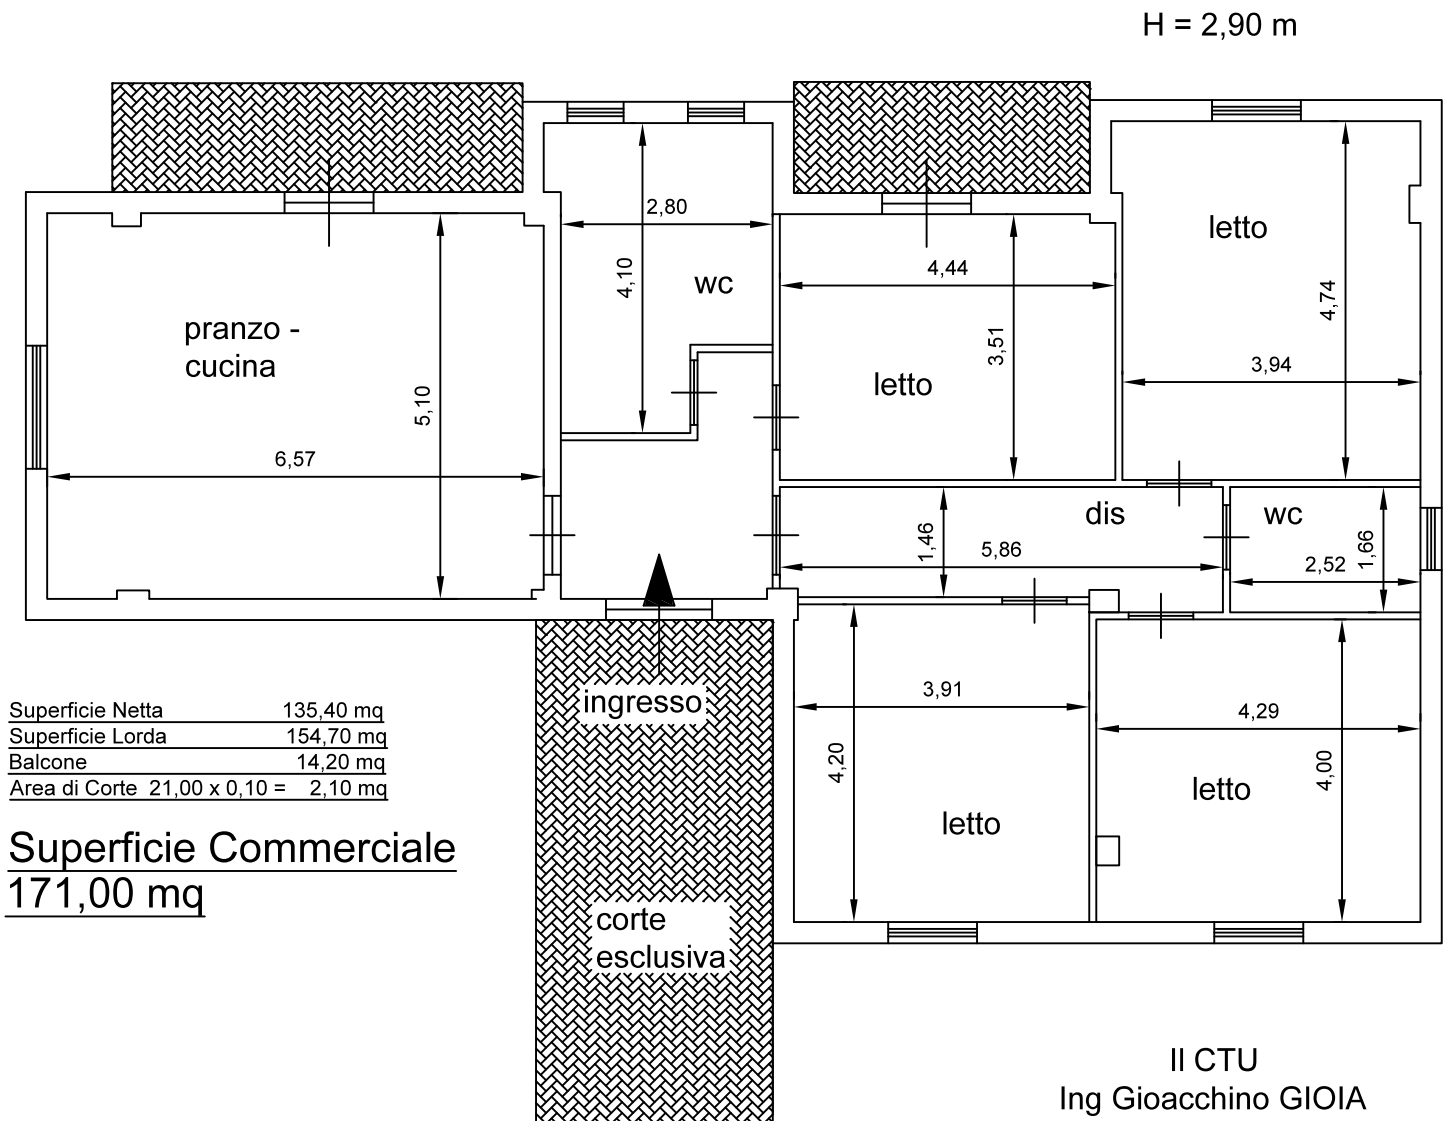 H = 2,90 m
2,80
4,10
wc
letto
4,44
3,51
letto
4,74
3,94
pranzo -
cucina
5,10
6,57
dis
1,46
5,86
wc
1,66
2,52
ingresso
3,91
4,20
letto
4,29
4,00
letto
Superficie Netta 135,40 mq
Superficie Lorda 154,70 mq
Balcone 14,20 mq
Area di Corte 21,00 x 0,10 = 2,10 mq
Superficie Commerciale
171,00 mq
corte
esclusiva
Il CTU
Ing Gioacchino GIOIA